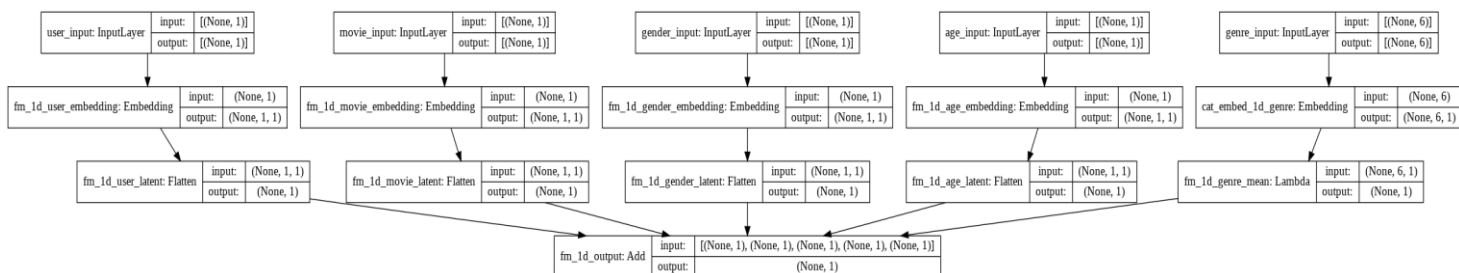 user_input: InputLayer input: [(None, 1)] output: [(None, 1)]
movie_input: InputLayer input: [(None, 1)] output: [(None, 1)]
gender_input: InputLayer input: [(None, 1)] output: [(None, 1)]
age_input: InputLayer input: [(None, 1)] output: [(None, 1)]
genre_input: InputLayer input: [(None, 6)] output: [(None, 6)]
fm_1d_user_embedding: Embedding input: (None, 1) output: (None, 1, 1)
fm_1d_movie_embedding: Embedding input: (None, 1) output: (None, 1, 1)
fm_1d_gender_embedding: Embedding input: (None, 1) output: (None, 1, 1)
fm_1d_age_embedding: Embedding input: (None, 1) output: (None, 1, 1)
cat_embed_1d_genre: Embedding input: (None, 6) output: (None, 6, 1)
fm_1d_user_latent: Flatten input: (None, 1, 1) output: (None, 1)
fm_1d_movie_latent: Flatten input: (None, 1, 1) output: (None, 1)
fm_1d_gender_latent: Flatten input: (None, 1, 1) output: (None, 1)
fm_1d_age_latent: Flatten input: (None, 1, 1) output: (None, 1)
fm_1d_genre_mean: Lambda input: (None, 6, 1) output: (None, 1)
fm_1d_output: Add input: [(None, 1), (None, 1), (None, 1), (None, 1), (None, 1)] output: (None, 1)